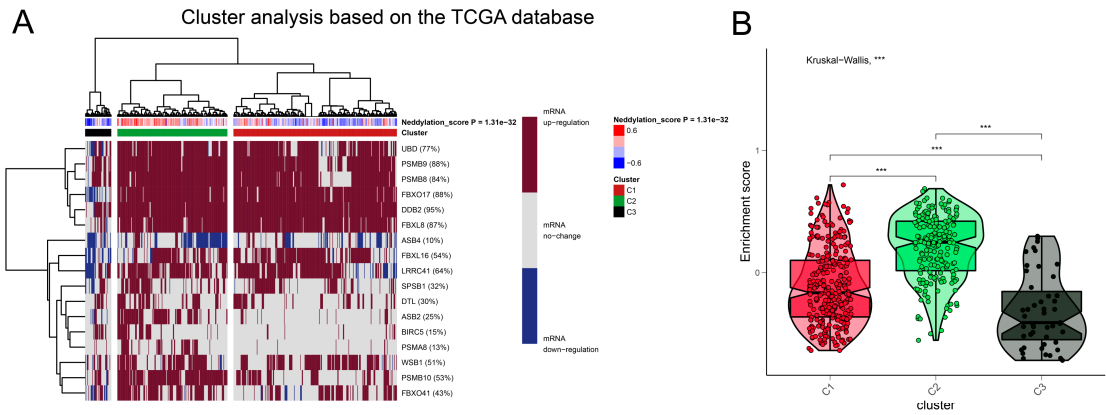 A
Cluster analysis based on the TCGA database
Neddylation_score P = 1.31e−32
Cluster
UBD (77%)
PSMB9 (88%)
PSMB8 (84%)
FBXO17 (88%)
DDB2 (95%)
FBXL8 (87%)
ASB4 (10%)
FBXL16 (54%)
LRRC41 (64%)
SPSB1 (32%)
DTL (30%)
ASB2 (25%)
BIRC5 (15%)
PSMA8 (13%)
WSB1 (51%)
PSMB10 (53%)
FBXO41 (43%)
mRNA
up−regulation
mRNA
no−change
mRNA
down−regulation
Neddylation_score P = 1.31e−32
0.6
−0.6
Cluster
C1
C2
C3
B
Kruskal−Wallis, ***
***
***
***
Enrichment score
1
0
C1
C2
C3
cluster